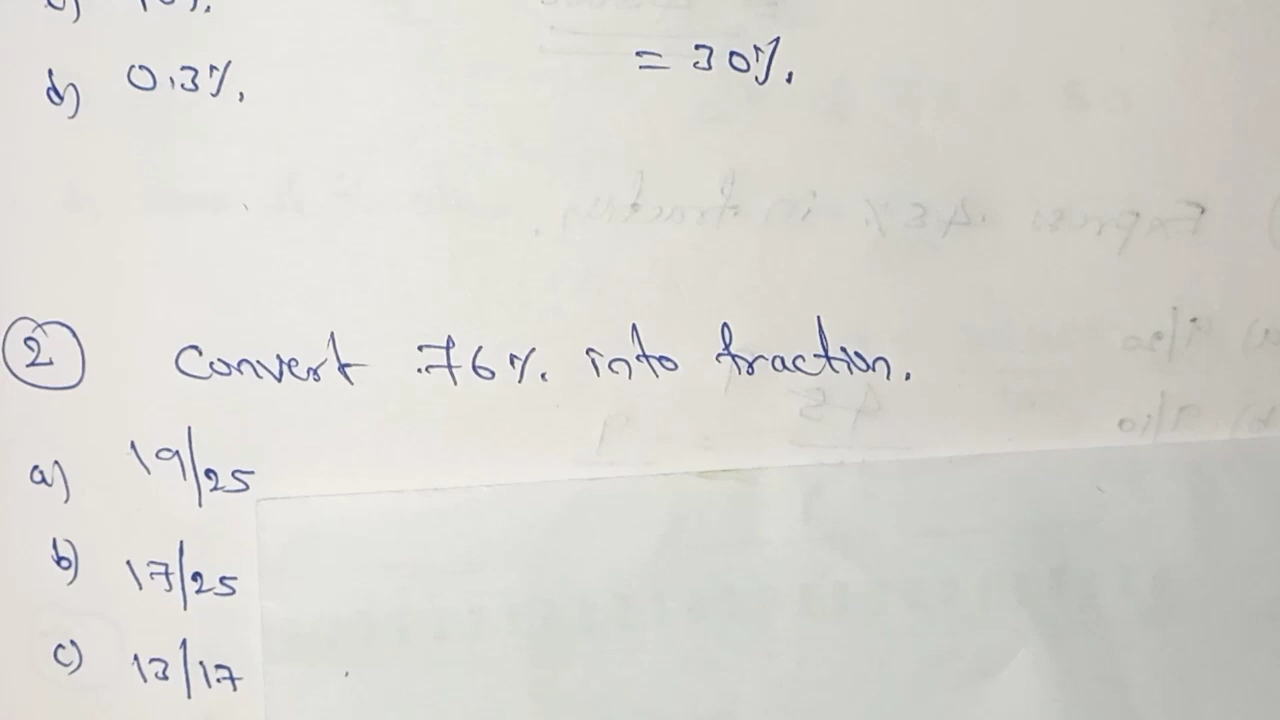 d) 0.3%.
= 30%.
2 Convert .76% into fraction.
a) 19/25
b) 17/25
c) 13/17